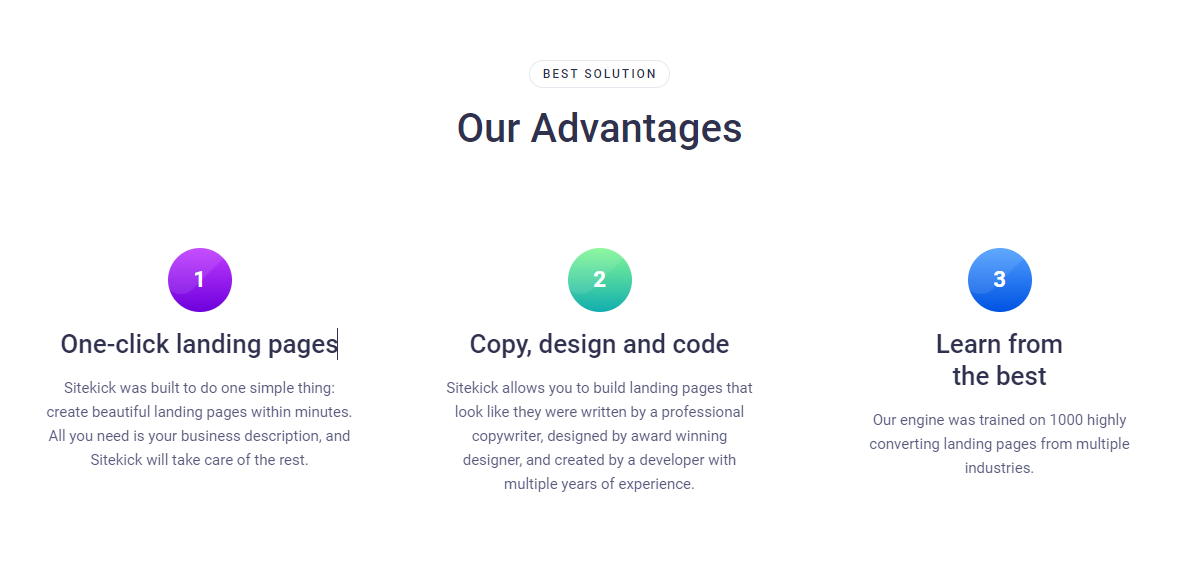 BEST SOLUTION
Our Advantages
1
One-click landing pages
Sitekick was built to do one simple thing:
create beautiful landing pages within minutes.
All you need is your business description, and
Sitekick will take care of the rest.
2
Copy, design and code
Sitekick allows you to build landing pages that
look like they were written by a professional
copywriter, designed by award winning
designer, and created by a developer with
multiple years of experience.
3
Learn from
the best
Our engine was trained on 1000 highly
converting landing pages from multiple
industries.